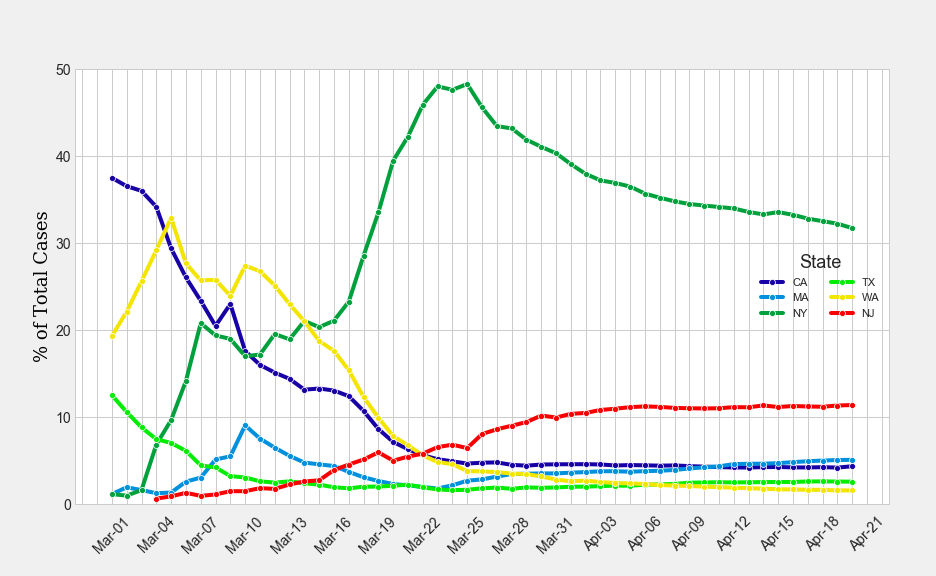 50
40
30
20
10
0
% of Total Cases
State
CA TX
MA WA
NY NJ
Mar-01 Mar-04 Mar-07 Mar-10 Mar-13 Mar-16 Mar-19 Mar-22 Mar-25 Mar-28 Mar-31 Apr-03 Apr-06 Apr-09 Apr-12 Apr-15 Apr-18 Apr-21